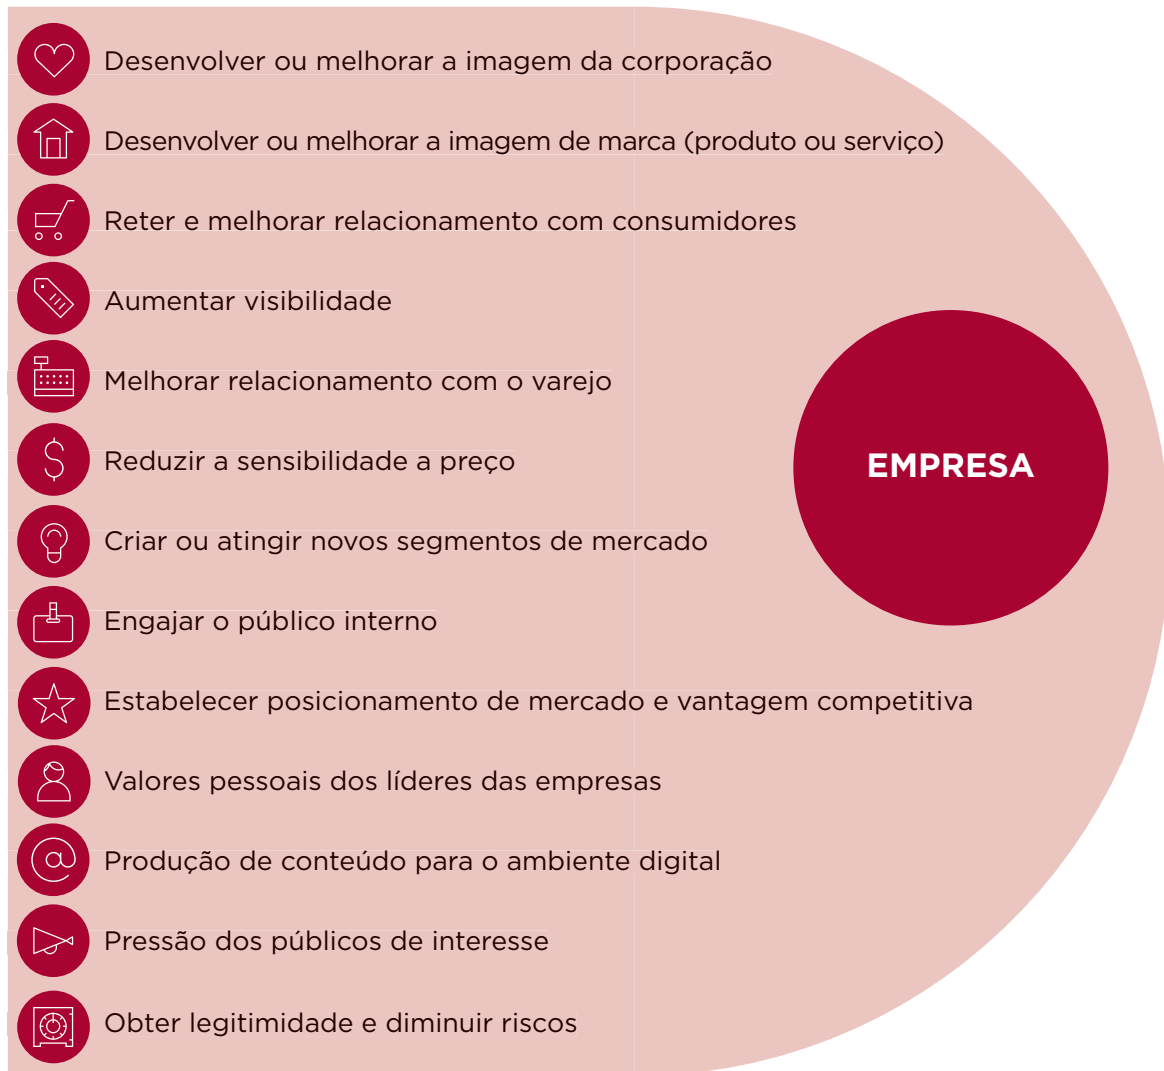 Desenvolver ou melhorar a imagem da corporação
Desenvolver ou melhorar a imagem de marca (produto ou serviço)
Reter e melhorar relacionamento com consumidores
Aumentar visibilidade
Melhorar relacionamento com o varejo
Reduzir a sensibilidade a preço
EMPRESA
Criar ou atingir novos segmentos de mercado
Engajar o público interno
Estabelecer posicionamento de mercado e vantagem competitiva
Valores pessoais dos líderes das empresas
Produção de conteúdo para o ambiente digital
Pressão dos públicos de interesse
Obter legitimidade e diminuir riscos